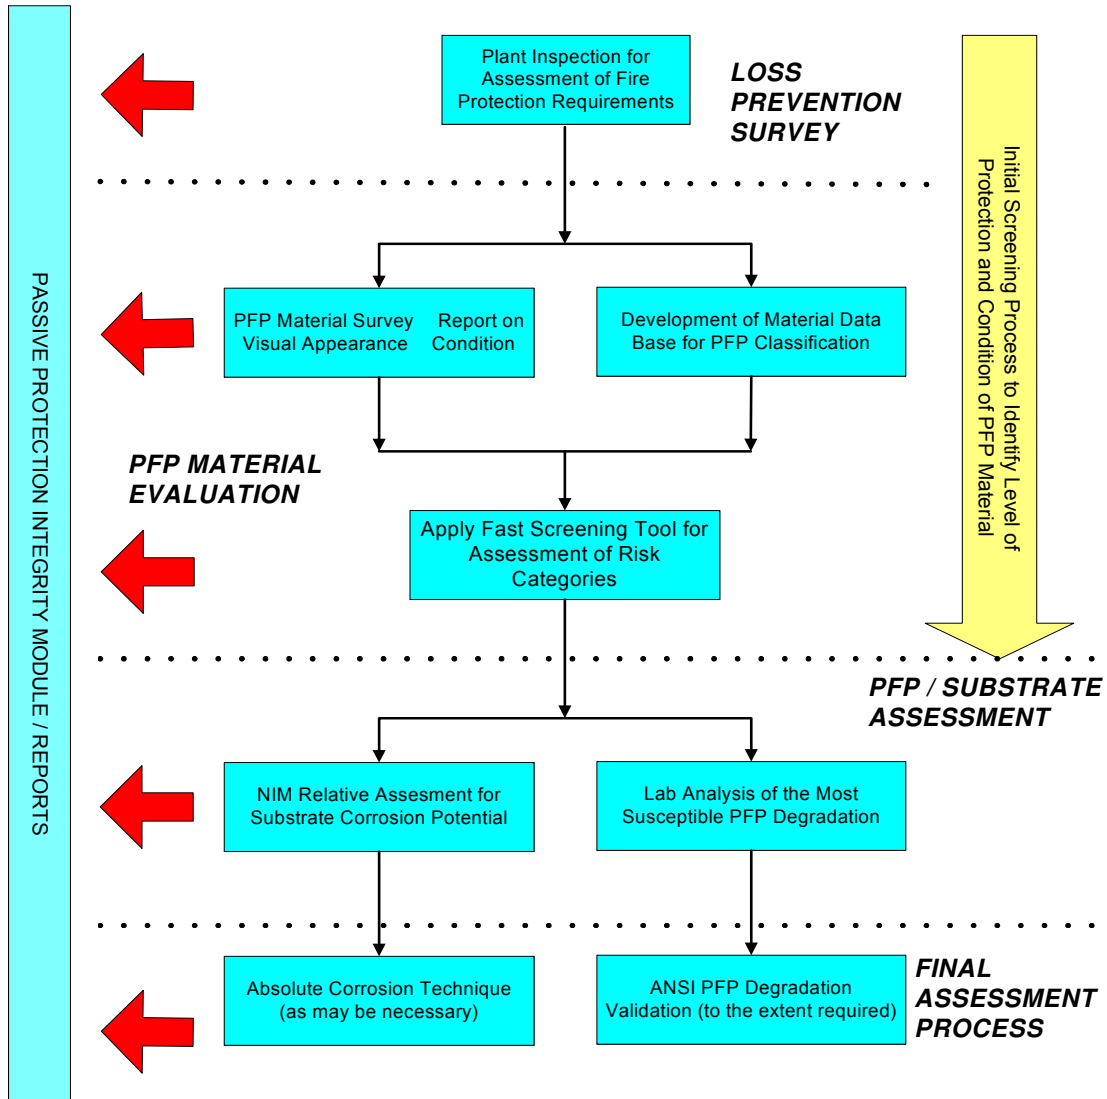 Plant Inspection for
Assessment of Fire
Protection Requirements
LOSS
PREVENTION
SURVEY
Initial Screening Process to Identify Level of
Protection and Condition of PFP Material
PASSIVE PROTECTION INTEGRITY MODULE / REPORTS
PFP Material Survey Report on
Visual Appearance Condition
Development of Material Data
Base for PFP Classification
PFP MATERIAL
EVALUATION
Apply Fast Screening Tool for
Assessment of Risk
Categories
PFP / SUBSTRATE
ASSESSMENT
NIM Relative Assesment for
Substrate Corrosion Potential
Lab Analysis of the Most
Susceptible PFP Degradation
Absolute Corrosion Technique
(as may be necessary)
ANSI PFP Degradation
Validation (to the extent required)
FINAL
ASSESSMENT
PROCESS